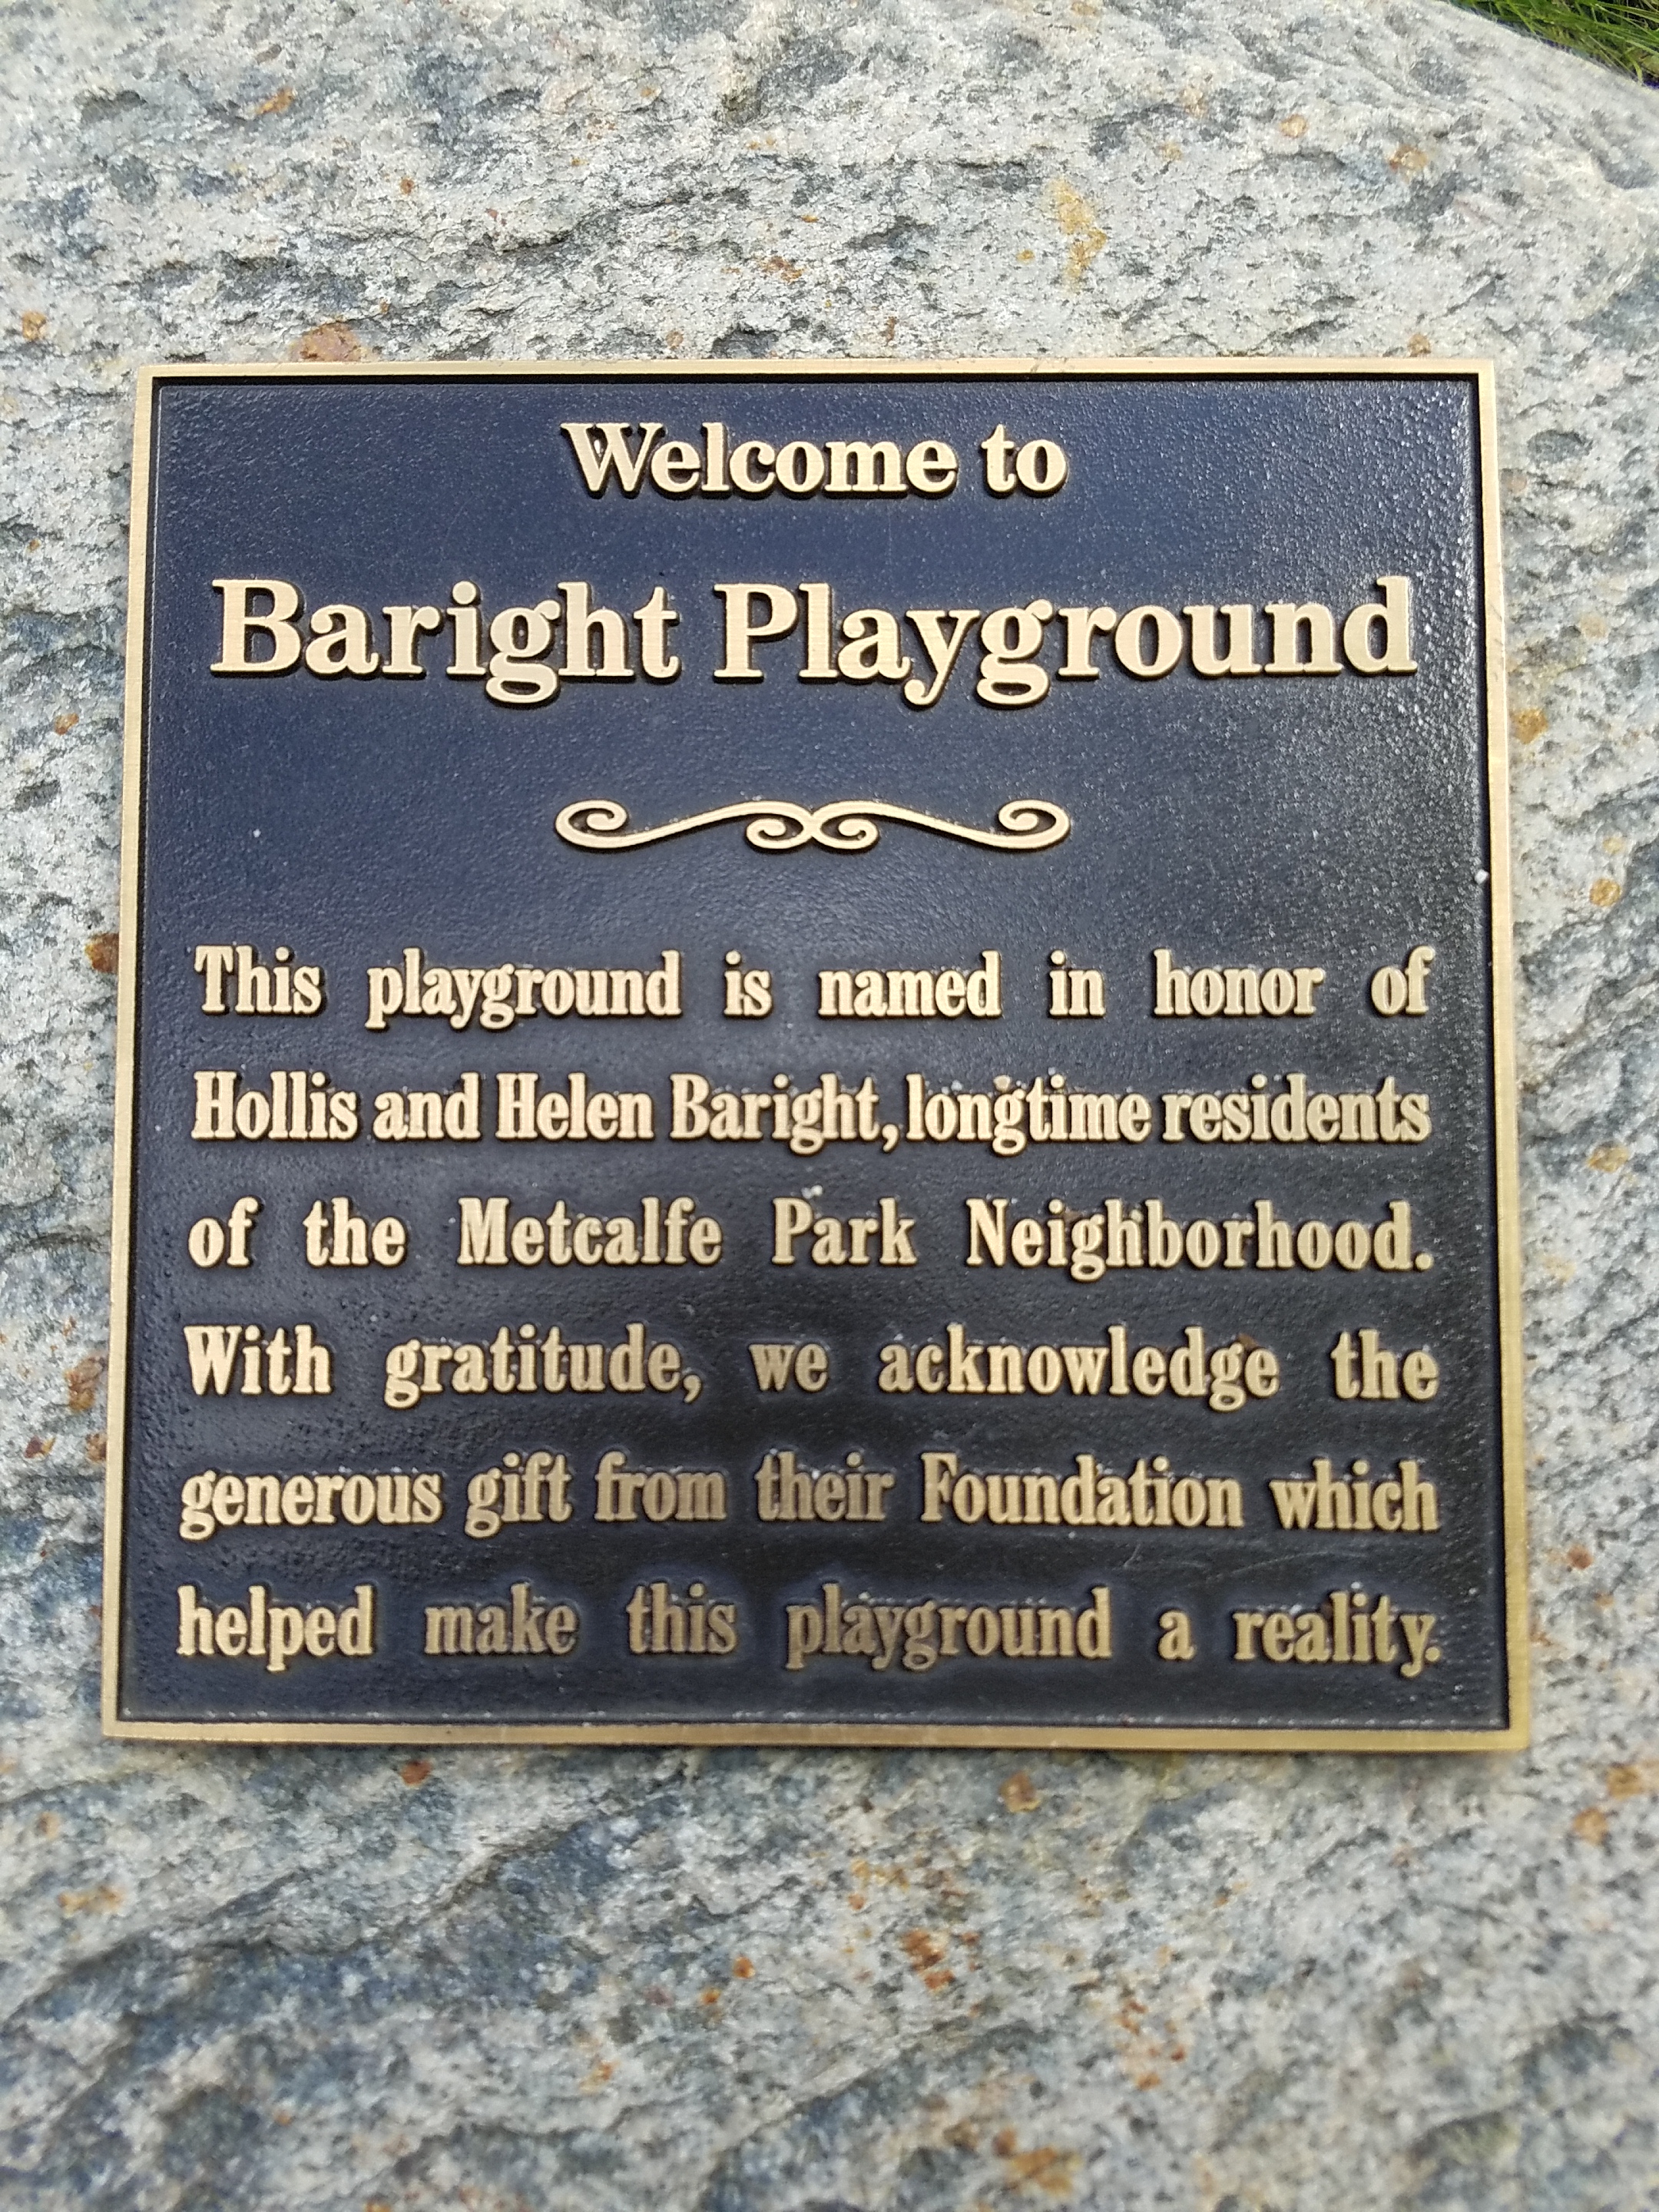 Welcome to
Baright Playground
This playground is named in honor of
Hollis and Helen Baright, longtime residents
of the Metcalfe Park Neighborhood.
With gratitude, we acknowledge the
generous gift from their Foundation which
helped make this playground a reality.